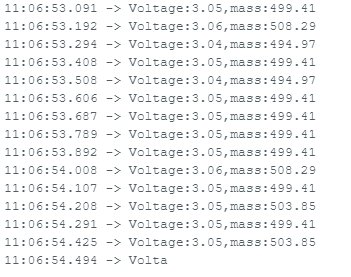 11:06:53.091 -> Voltage:3.05,mass:499.41
11:06:53.192 -> Voltage:3.06,mass:508.29
11:06:53.294 -> Voltage:3.04,mass:494.97
11:06:53.408 -> Voltage:3.05,mass:499.41
11:06:53.508 -> Voltage:3.04,mass:494.97
11:06:53.606 -> Voltage:3.05,mass:499.41
11:06:53.687 -> Voltage:3.05,mass:499.41
11:06:53.789 -> Voltage:3.05,mass:499.41
11:06:53.892 -> Voltage:3.05,mass:499.41
11:06:54.008 -> Voltage:3.06,mass:508.29
11:06:54.107 -> Voltage:3.05,mass:499.41
11:06:54.208 -> Voltage:3.05,mass:503.85
11:06:54.291 -> Voltage:3.05,mass:499.41
11:06:54.425 -> Voltage:3.05,mass:503.85
11:06:54.494 -> Volta